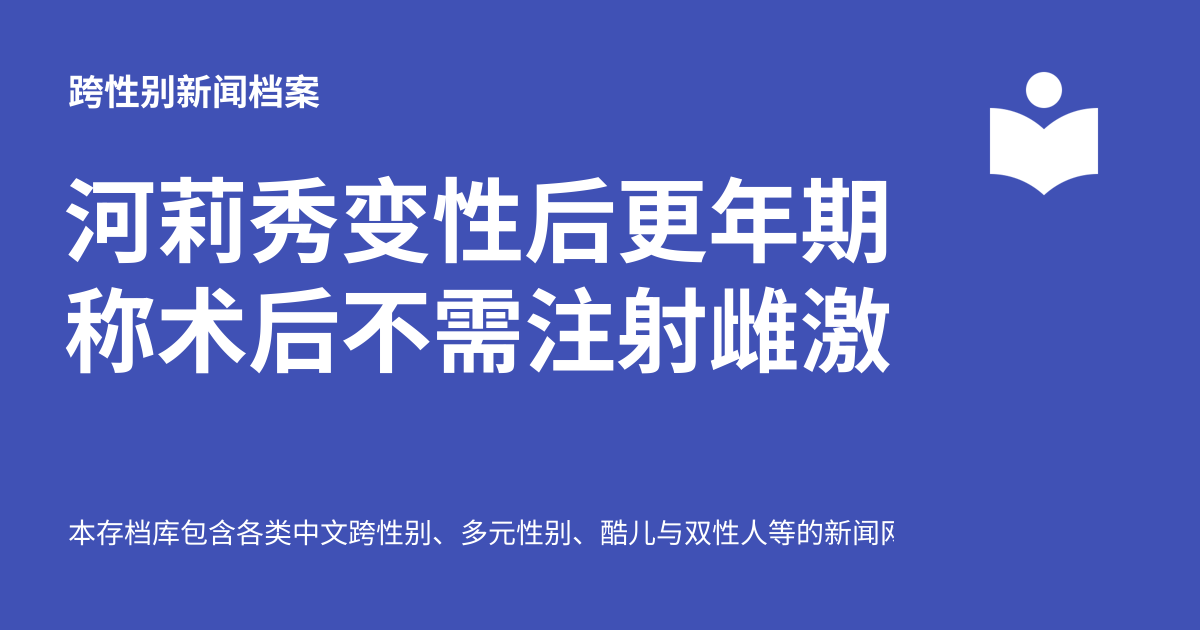 跨性别新闻档案
河莉秀变性后更年期
称术后不需注射雌激
本存档库包含各类中文跨性别、多元性别、酷儿与双性人等的新闻网